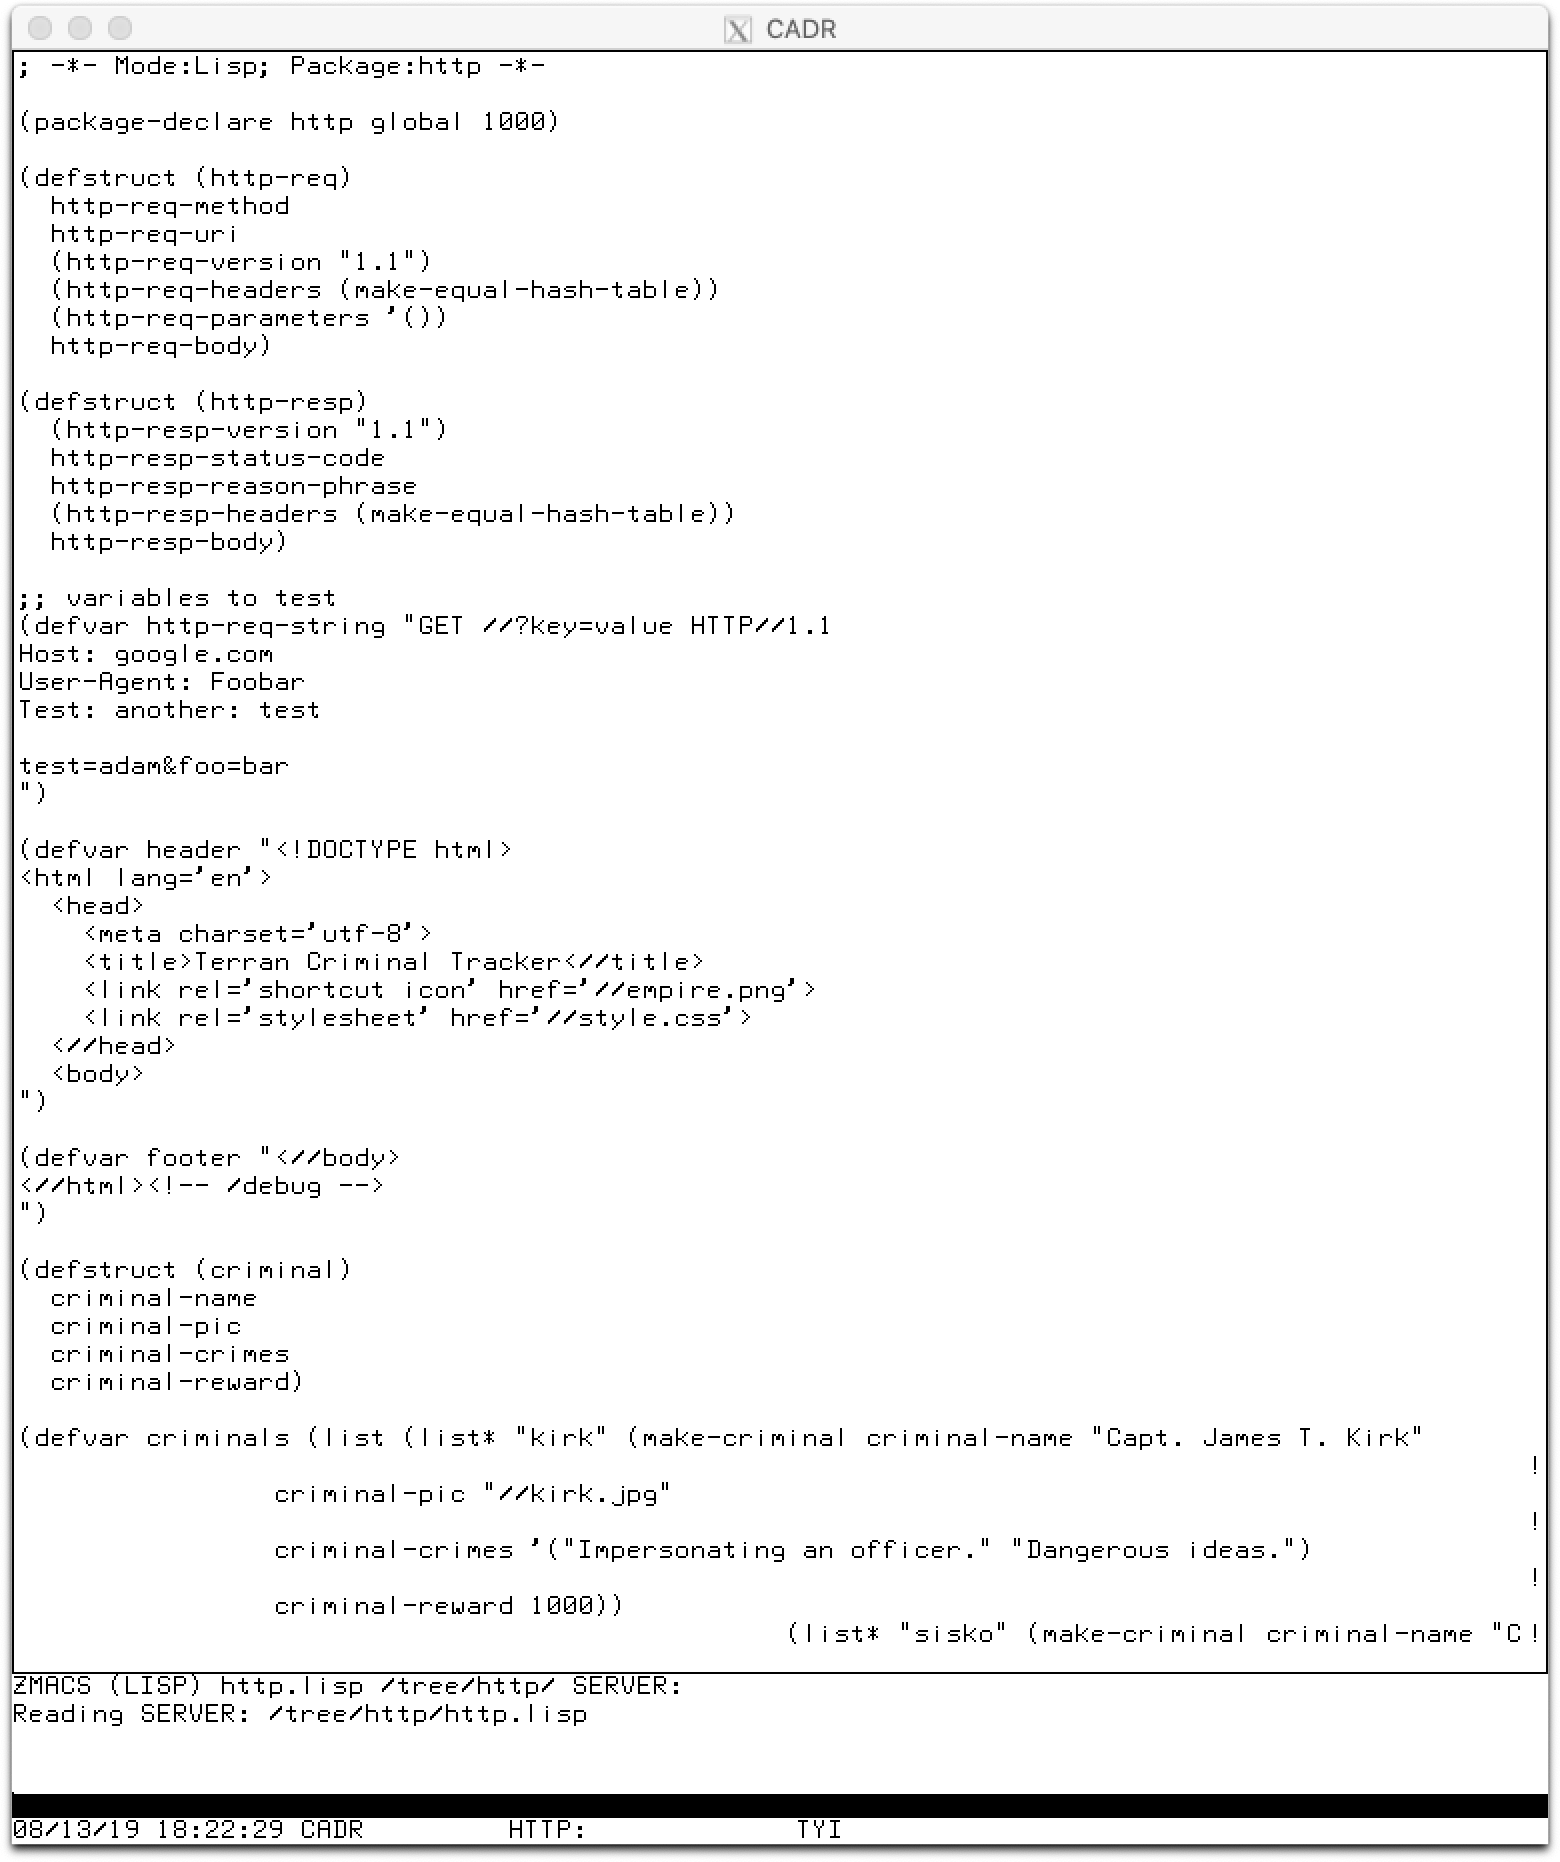 CADR
; -*- Mode:Lisp; Package:http -*-

(package-declare http global 1000)

(defstruct (http-req)
  http-req-method
  http-req-uri
  (http-req-version "1.1")
  (http-req-headers (make-equal-hash-table))
  (http-req-parameters '())
  http-req-body)

(defstruct (http-resp)
  (http-resp-version "1.1")
  http-resp-status-code
  http-resp-reason-phrase
  (http-resp-headers (make-equal-hash-table))
  http-resp-body)

;; variables to test
(defvar http-req-string "GET //?key=value HTTP//1.1
Host: google.com
User-Agent: Foobar
Test: another: test

test=adam&foo=bar
")

(defvar header "<!DOCTYPE html>
<html lang='en'>
  <head>
    <meta charset='utf-8'>
    <title>Terran Criminal Tracker<//title>
    <link rel='shortcut icon' href='//empire.png'>
    <link rel='stylesheet' href='//style.css'>
  <//head>
  <body>
")

(defvar footer "<//body>
<//html><!-- /debug -->
")

(defstruct (criminal)
  criminal-name
  criminal-pic
  criminal-crimes
  criminal-reward)

(defvar criminals (list (list* "kirk" (make-criminal criminal-name "Capt. James T. Kirk"
                                                                                               !
                criminal-pic "//kirk.jpg"
                                                                                               !
                criminal-crimes '("Impersonating an officer." "Dangerous ideas.")
                                                                                               !
                criminal-reward 1000))
                                                (list* "sisko" (make-criminal criminal-name "C!
ZMACS (LISP) http.lisp /tree/http/ SERVER:
Reading SERVER: /tree/http/http.lisp
08/13/19 18:22:29 CADR         HTTP:             TYI